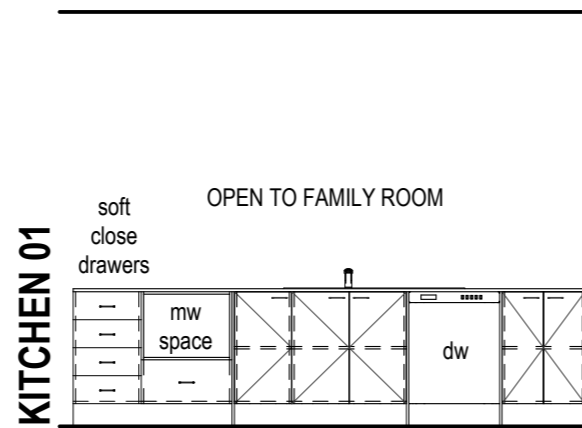 OPEN TO FAMILY ROOM
soft
close
drawers
KITCHEN 01
mw
space
dw